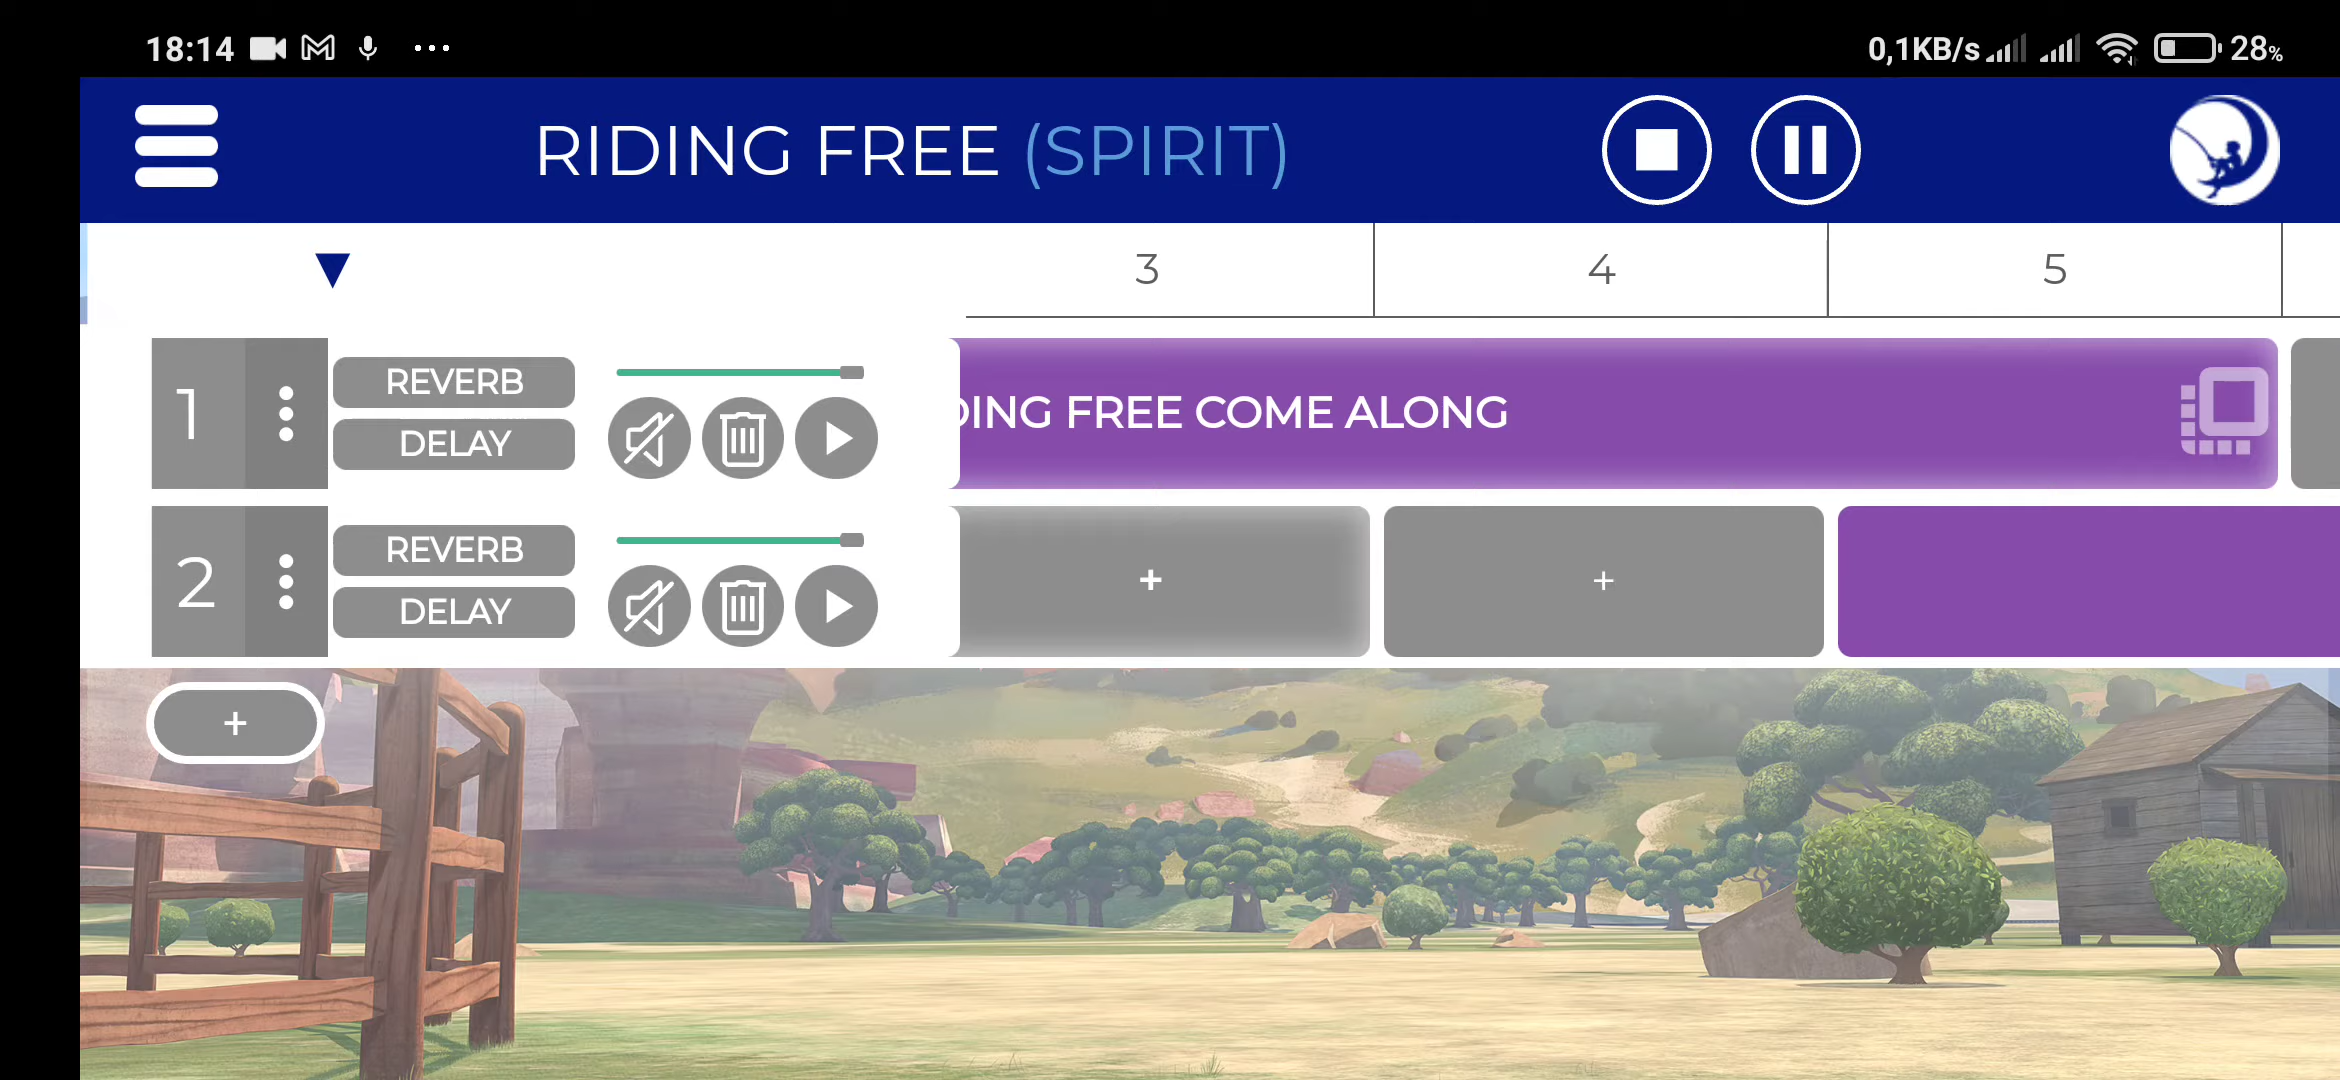 18:14 0,1KB/s 28%
RIDING FREE (SPIRIT)
3 4 5
1 REVERB
DELAY
DING FREE COME ALONG
2 REVERB
DELAY
+ +
+